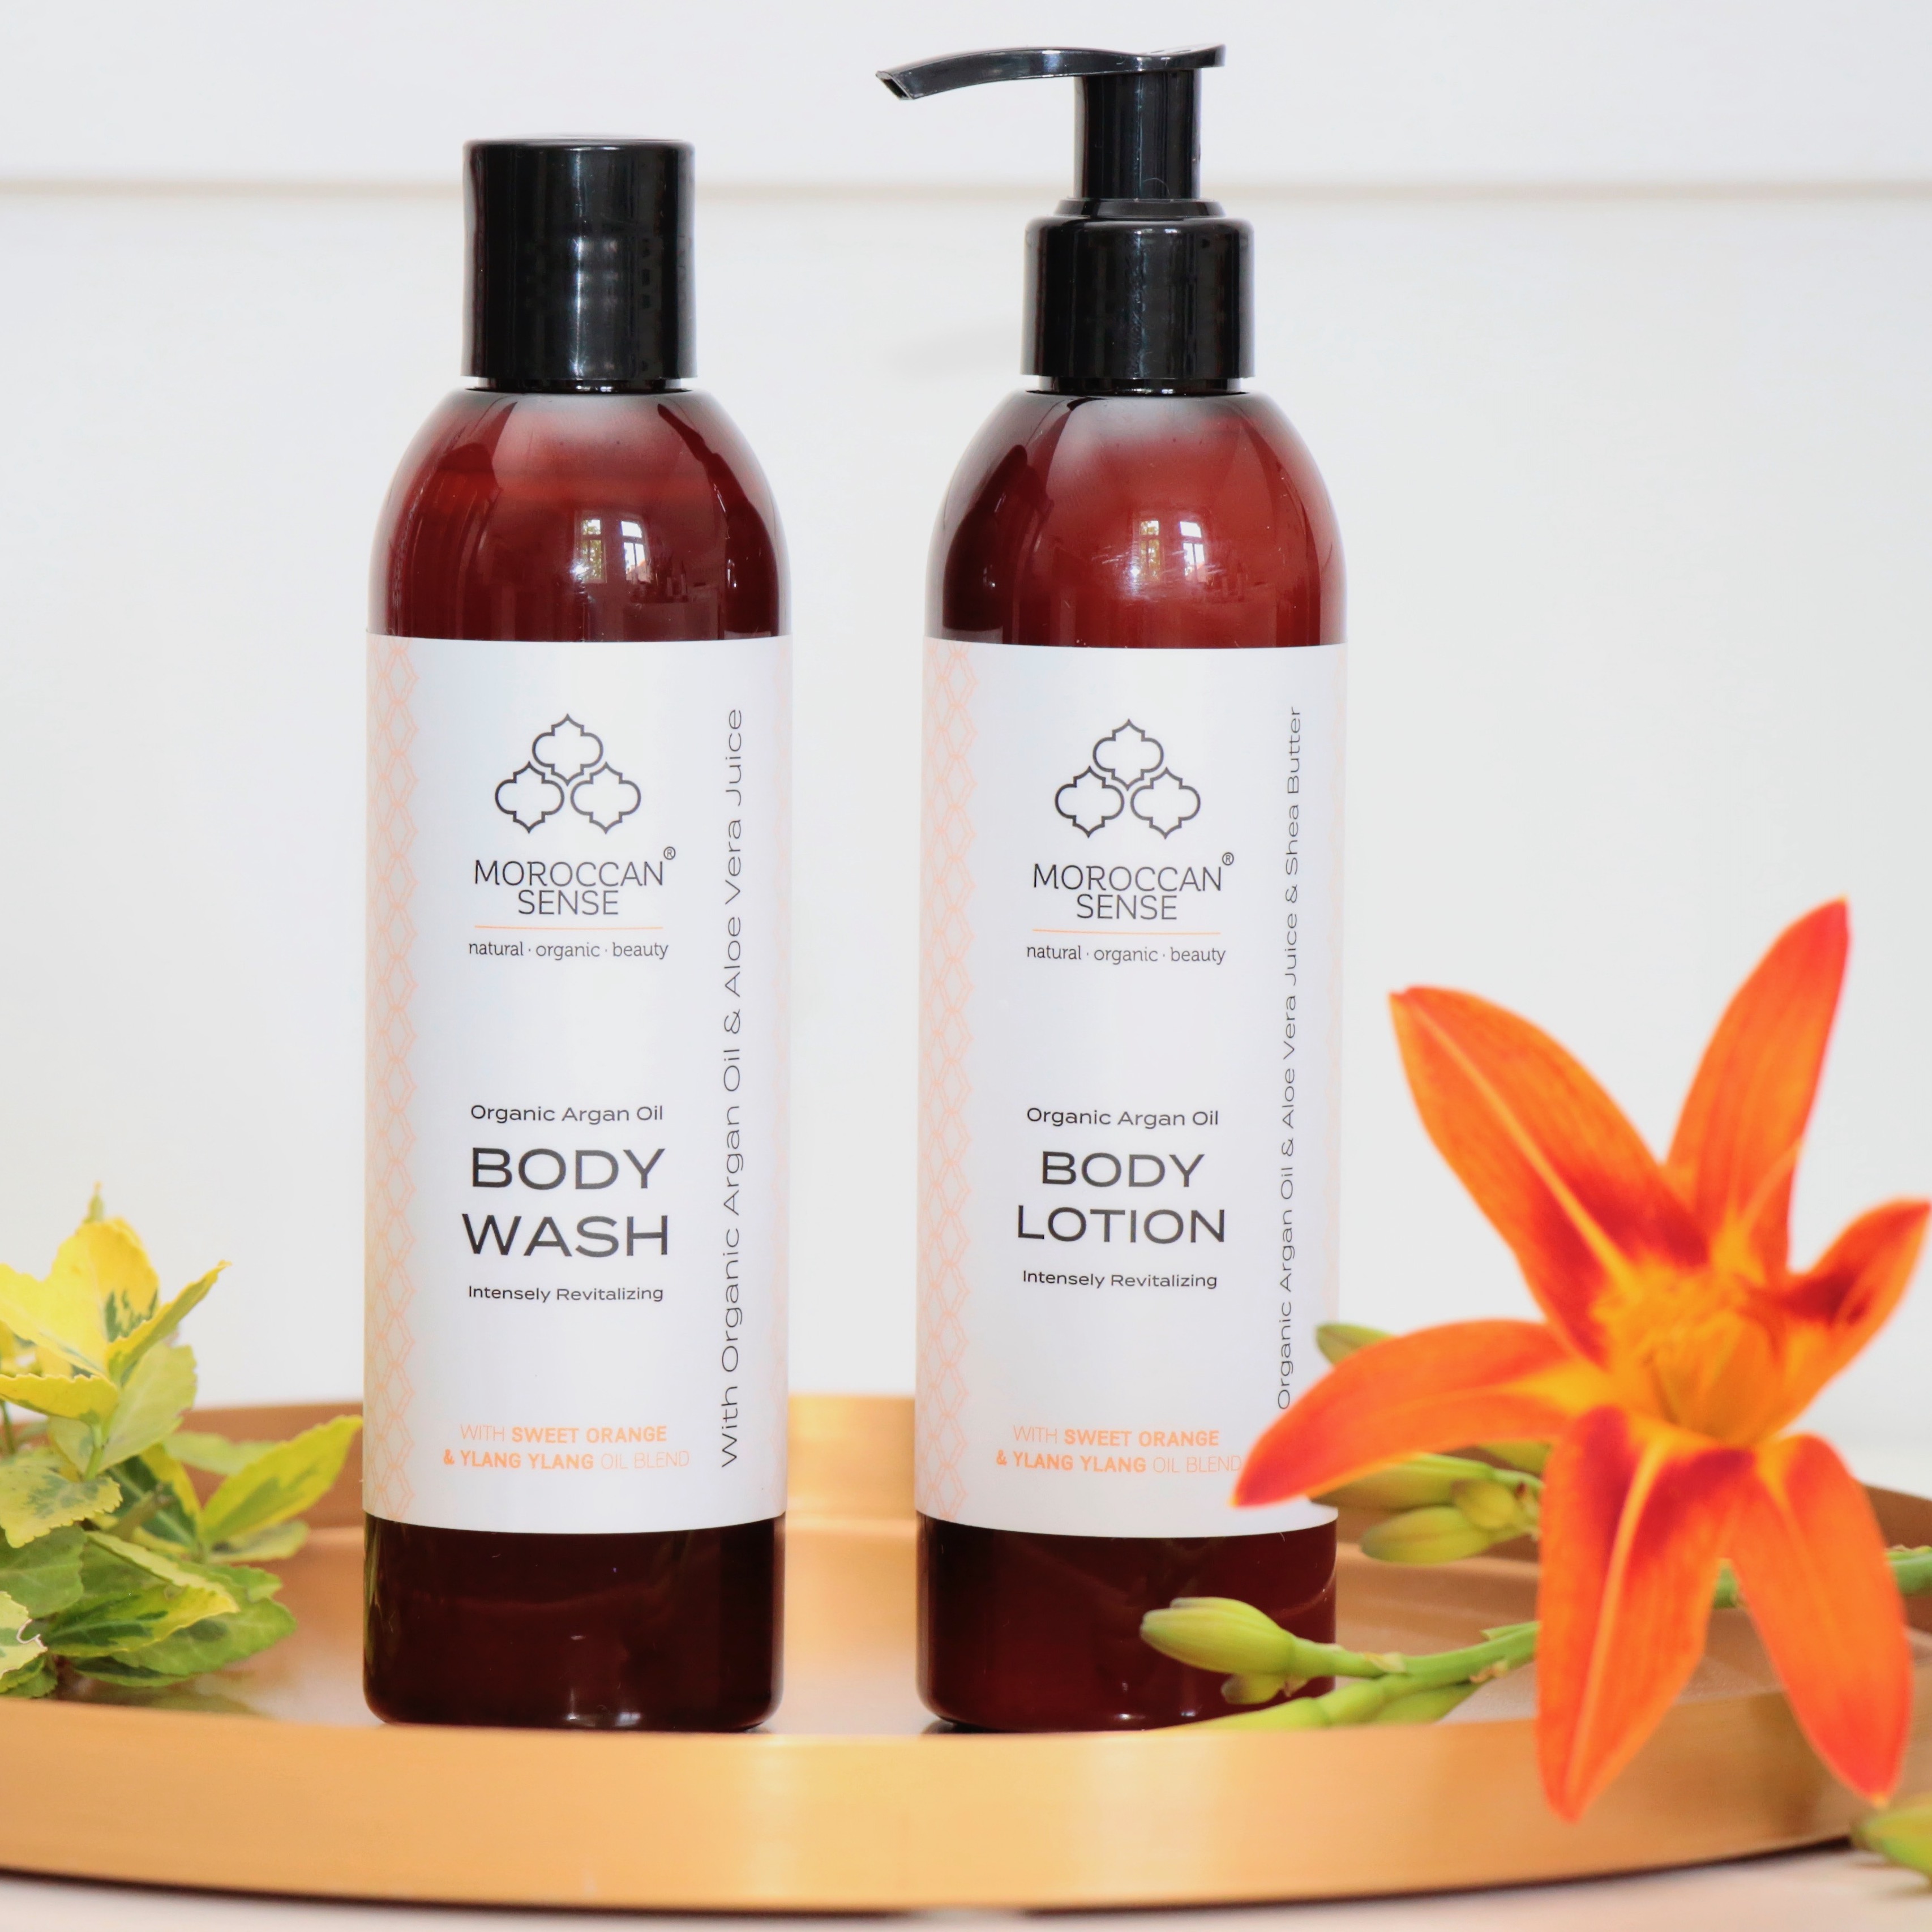 MOROCCAN®
SENSE
natural · organic · beauty
Organic Argan Oil
BODY
WASH
Intensely Revitalizing
WITH SWEET ORANGE
& YLANG YLANG OIL BLEND
With Organic Argan Oil & Aloe Vera Juice
MOROCCAN®
SENSE
natural · organic · beauty
Organic Argan Oil
BODY
LOTION
Intensely Revitalizing
WITH SWEET ORANGE
& YLANG YLANG OIL BLEND
Organic Argan Oil & Aloe Vera Juice & Shea Butter